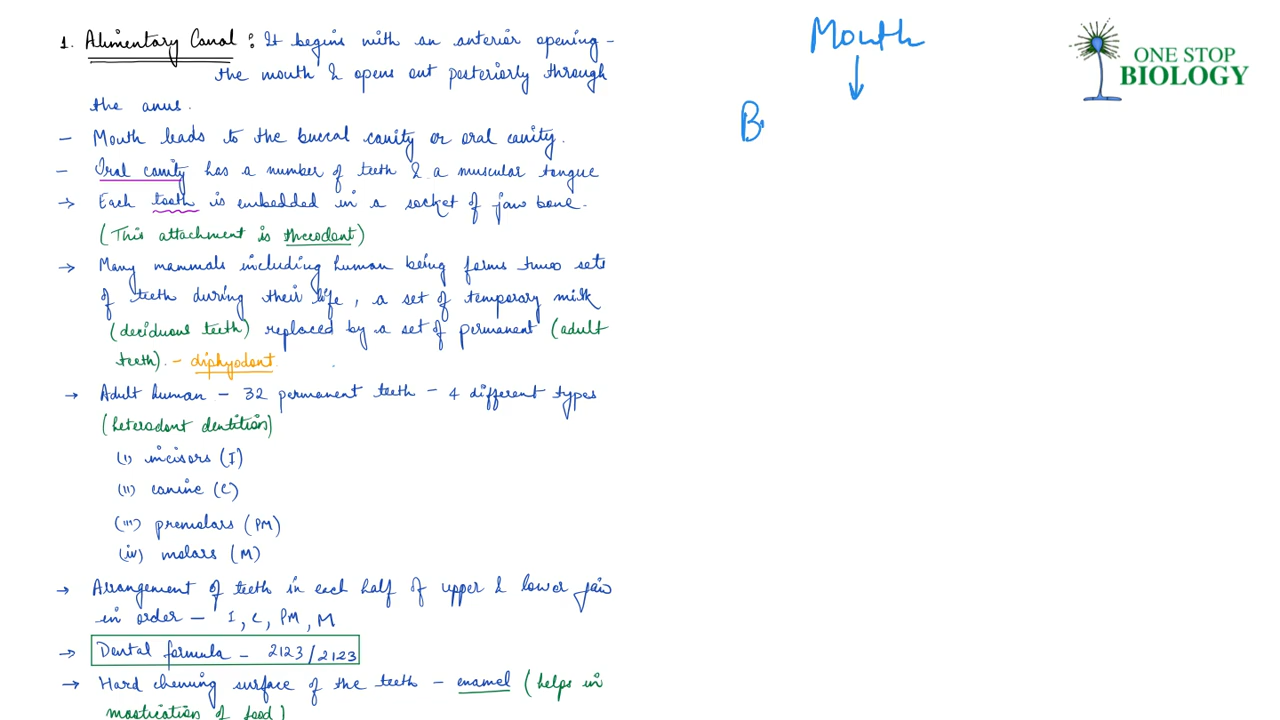 1. Alimentary Canal : It begins with an anterior opening -
the mouth & opens out posteriorly through
the anus.
- Mouth leads to the buccal cavity or oral cavity.
- Oral cavity has a number of teeth & a muscular tongue
→ Each tooth is embedded in a socket of jaw bone.
(This attachment is thecodont)
→ Many mammals including human being forms two sets
of teeth during their life, a set of temporary milk
(deciduous teeth) replaced by a set of permanent (adult
teeth). - diphyodont
→ Adult human - 32 permanent teeth - 4 different types
(heterodont dentition)
(i) incisors (I)
(ii) canine (C)
(iii) premolars (PM)
(iv) molars (M)
→ Arrangement of teeth in each half of upper & lower jaw
in order - I, C, PM, M
→ Dental formula - 2123/2123
→ Hard chewing surface of the teeth - enamel (helps in
mastication of food)
Mouth
↓
B
ONE STOP
BIOLOGY